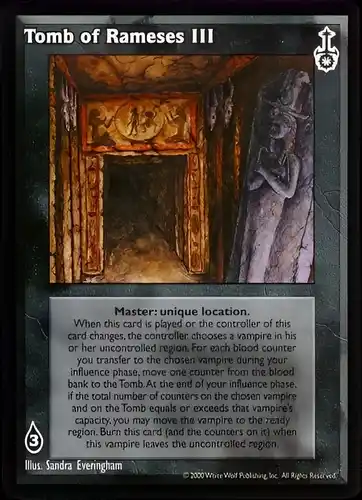 Tomb of Rameses III
Master: unique location.
When this card is played or the controller of this
card changes, the controller chooses a vampire in his
or her uncontrolled region. For each blood counter
you transfer to the chosen vampire during your
influence phase, move one counter from the blood
bank to the Tomb. At the end of your influence phase,
if the total number of counters on the chosen vampire
and on the Tomb equals or exceeds that vampire's
capacity, you may move the vampire to the ready
region. Burn this card (and the counters on it) when
this vampire leaves the uncontrolled region.
3
Illus. Sandra Everingham
© 2000 White Wolf Publishing, Inc. All Rights Reserved.